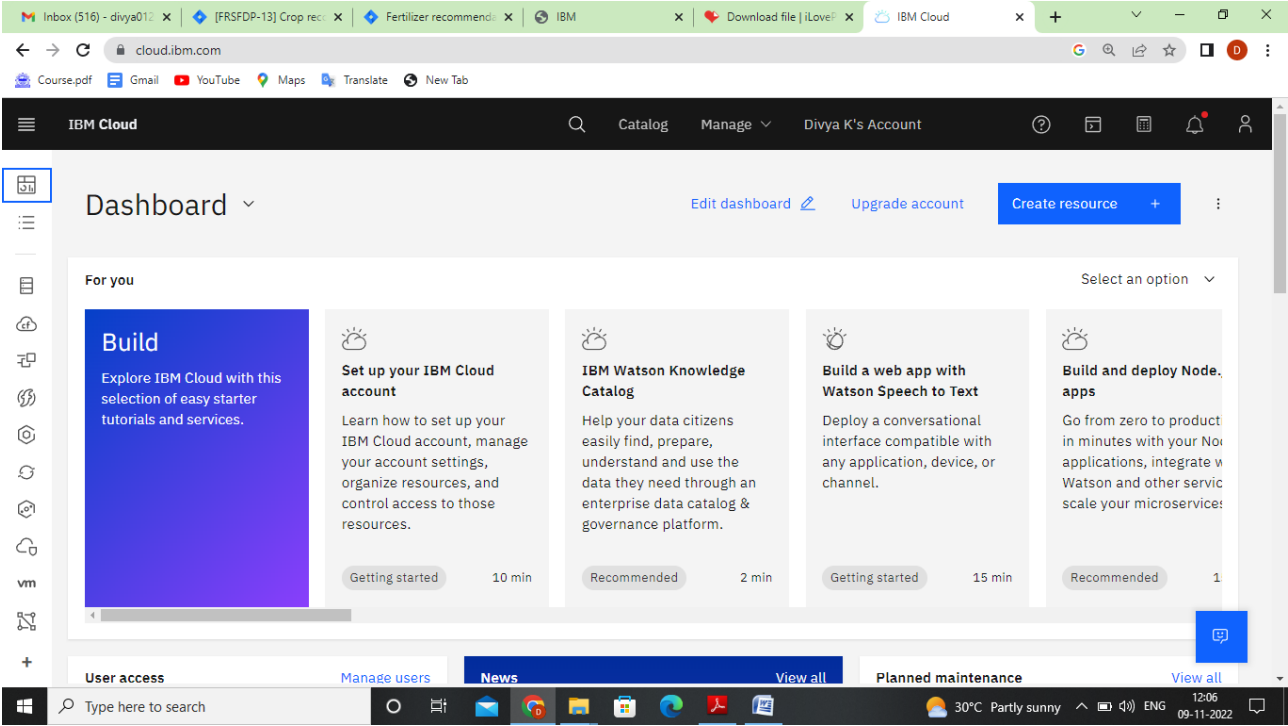 Inbox (516) - divya012
[FRSFDP-13] Crop reco
Fertilizer recommenda
IBM
Download file | iLoveP
IBM Cloud
cloud.ibm.com
G
D
Course.pdf
Gmail
YouTube
Maps
Translate
New Tab
IBM Cloud
Catalog
Manage
Divya K's Account
Dashboard
Edit dashboard
Upgrade account
Create resource +
For you
Select an option
Build
Explore IBM Cloud with this
selection of easy starter
tutorials and services.
Set up your IBM Cloud
account
Learn how to set up your
IBM Cloud account, manage
your account settings,
organize resources, and
control access to those
resources.
Getting started
10 min
IBM Watson Knowledge
Catalog
Help your data citizens
easily find, prepare,
understand and use the
data they need through an
enterprise data catalog &
governance platform.
Recommended
2 min
Build a web app with
Watson Speech to Text
Deploy a conversational
interface compatible with
any application, device, or
channel.
Getting started
15 min
Build and deploy Node.
apps
Go from zero to product
in minutes with your No
applications, integrate w
Watson and other servic
scale your microservices
Recommended
1
cf
vm
User access
Manage users
News
View all
Planned maintenance
View all
Type here to search
30°C Partly sunny
ENG
12:06
09-11-2022